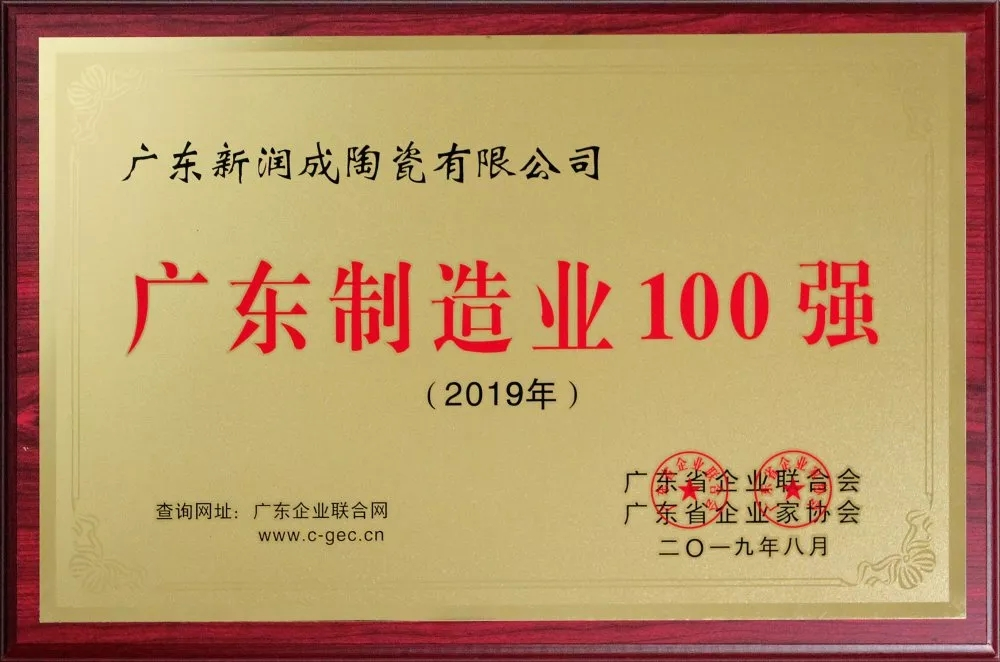 广东新润成陶瓷有限公司
广东制造业100强
（2019年）
查询网址：广东企业联合网
www.c-gec.cn
广东省企业联合会
广东省企业家协会
二〇一九年八月